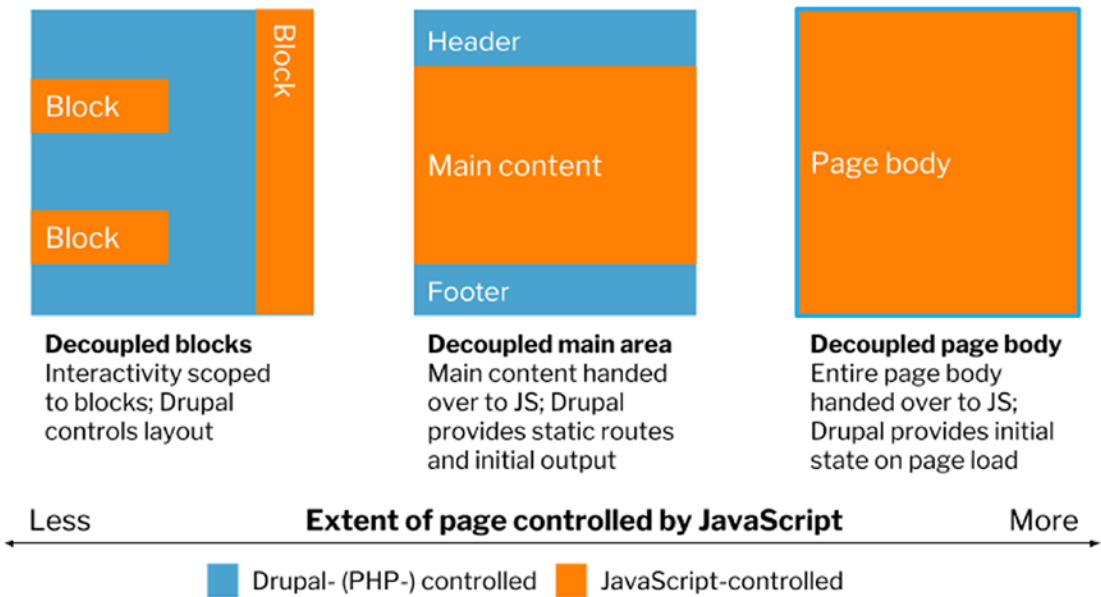 Block
Block
Block
Header
Main content
Footer
Page body
Decoupled blocks
Interactivity scoped
to blocks; Drupal
controls layout
Decoupled main area
Main content handed
over to JS; Drupal
provides static routes
and initial output
Decoupled page body
Entire page body
handed over to JS;
Drupal provides initial
state on page load
Less
Extent of page controlled by JavaScript
More
Drupal- (PHP-) controlled
JavaScript-controlled